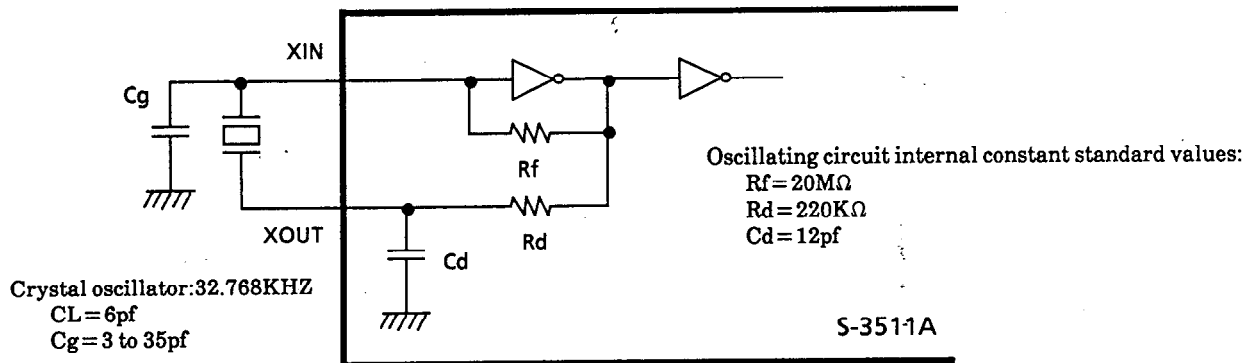 XIN
Cg
Rf
Oscillating circuit internal constant standard values:
Rf=20MΩ
Rd=220KΩ
Cd=12pf
XOUT
Rd
Cd
Crystal oscillator:32.768KHZ
CL=6pf
Cg=3 to 35pf
S-3511A